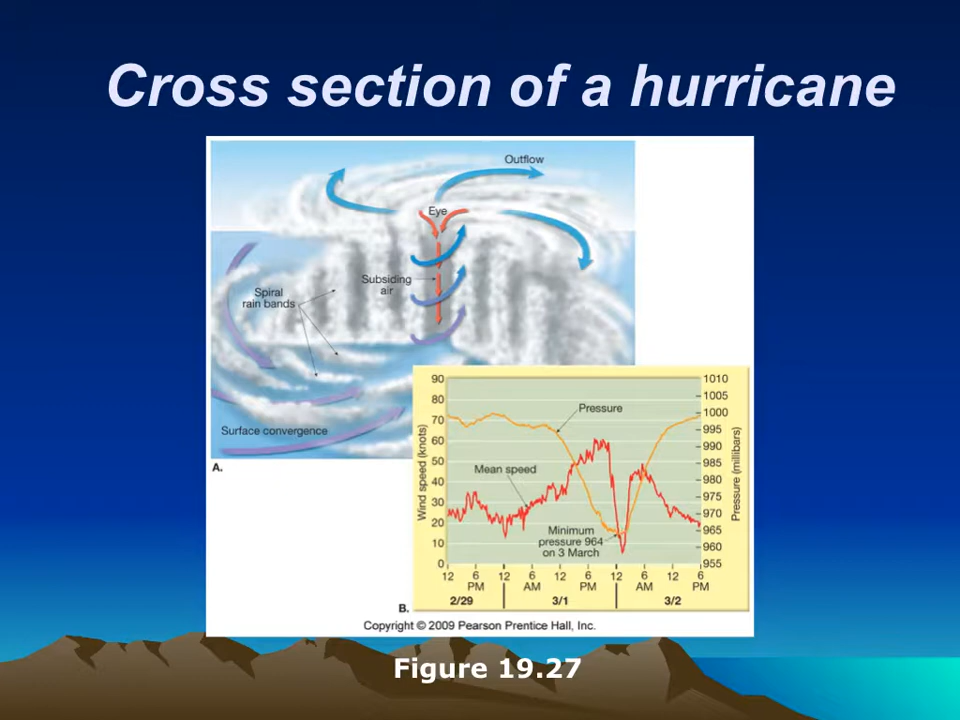 Cross section of a hurricane
Outflow
Eye
Subsiding
air
Spiral
rain bands
Surface convergence
A.
90
80
70
60
50
40
30
20
10
0
Wind speed (knots)
Pressure
Mean speed
Minimum
pressure 964
on 3 March
1010
1005
1000
995
990
985
980
975
970
965
960
955
Pressure (millibars)
12 6 12 6 12 6 12 6 12 6
PM AM PM AM PM
2/29 3/1 3/2
B.
Copyright © 2009 Pearson Prentice Hall, Inc.
Figure 19.27